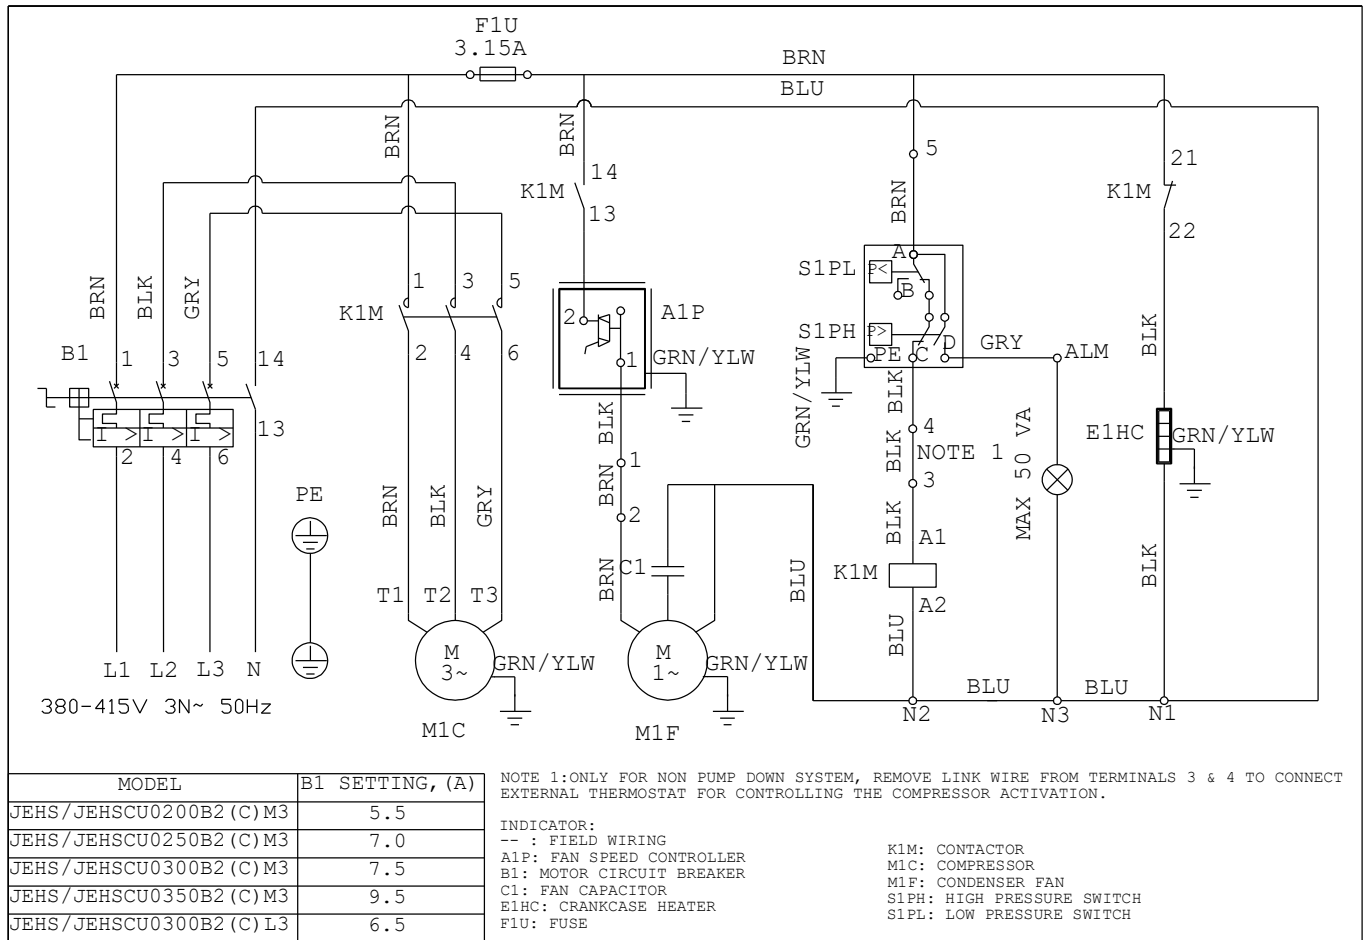 F1U
3.15A
BRN
BLU
BRN
BRN
5
21
14
K1M
K1M
13
BRN
22
A
S1PL
P<
B
1
3
5
BRN
BLK
GRY
K1M
2
A1P
S1PH
P>
GRY
ALM
BLK
B1
1
3
5
14
2
4
6
1
GRN/YLW
PE
C
D
GRN/YLW
BLK
BLK
4
MAX 50 VA
E1HC
GRN/YLW
I >
I >
I >
13
2
4
6
1
BLK
NOTE 1
3
PE
BRN
BLK
GRY
BRN
2
BLK
A1
BRN
C1
BLU
K1M
BLK
A2
T1
T2
T3
BLU
L1
L2
L3
N
M
3~
GRN/YLW
M
1~
GRN/YLW
BLU
BLU
380-415V 3N~ 50Hz
N2
N3
N1
M1C
M1F
MODEL
B1 SETTING,(A)
JEHS/JEHSCU0200B2(C)M3
5.5
JEHS/JEHSCU0250B2(C)M3
7.0
JEHS/JEHSCU0300B2(C)M3
7.5
JEHS/JEHSCU0350B2(C)M3
9.5
JEHS/JEHSCU0300B2(C)L3
6.5
NOTE 1:ONLY FOR NON PUMP DOWN SYSTEM, REMOVE LINK WIRE FROM TERMINALS 3 & 4 TO CONNECT
EXTERNAL THERMOSTAT FOR CONTROLLING THE COMPRESSOR ACTIVATION.
INDICATOR:
-- : FIELD WIRING
A1P: FAN SPEED CONTROLLER
B1: MOTOR CIRCUIT BREAKER
C1: FAN CAPACITOR
E1HC: CRANKCASE HEATER
F1U: FUSE
K1M: CONTACTOR
M1C: COMPRESSOR
M1F: CONDENSER FAN
S1PH: HIGH PRESSURE SWITCH
S1PL: LOW PRESSURE SWITCH